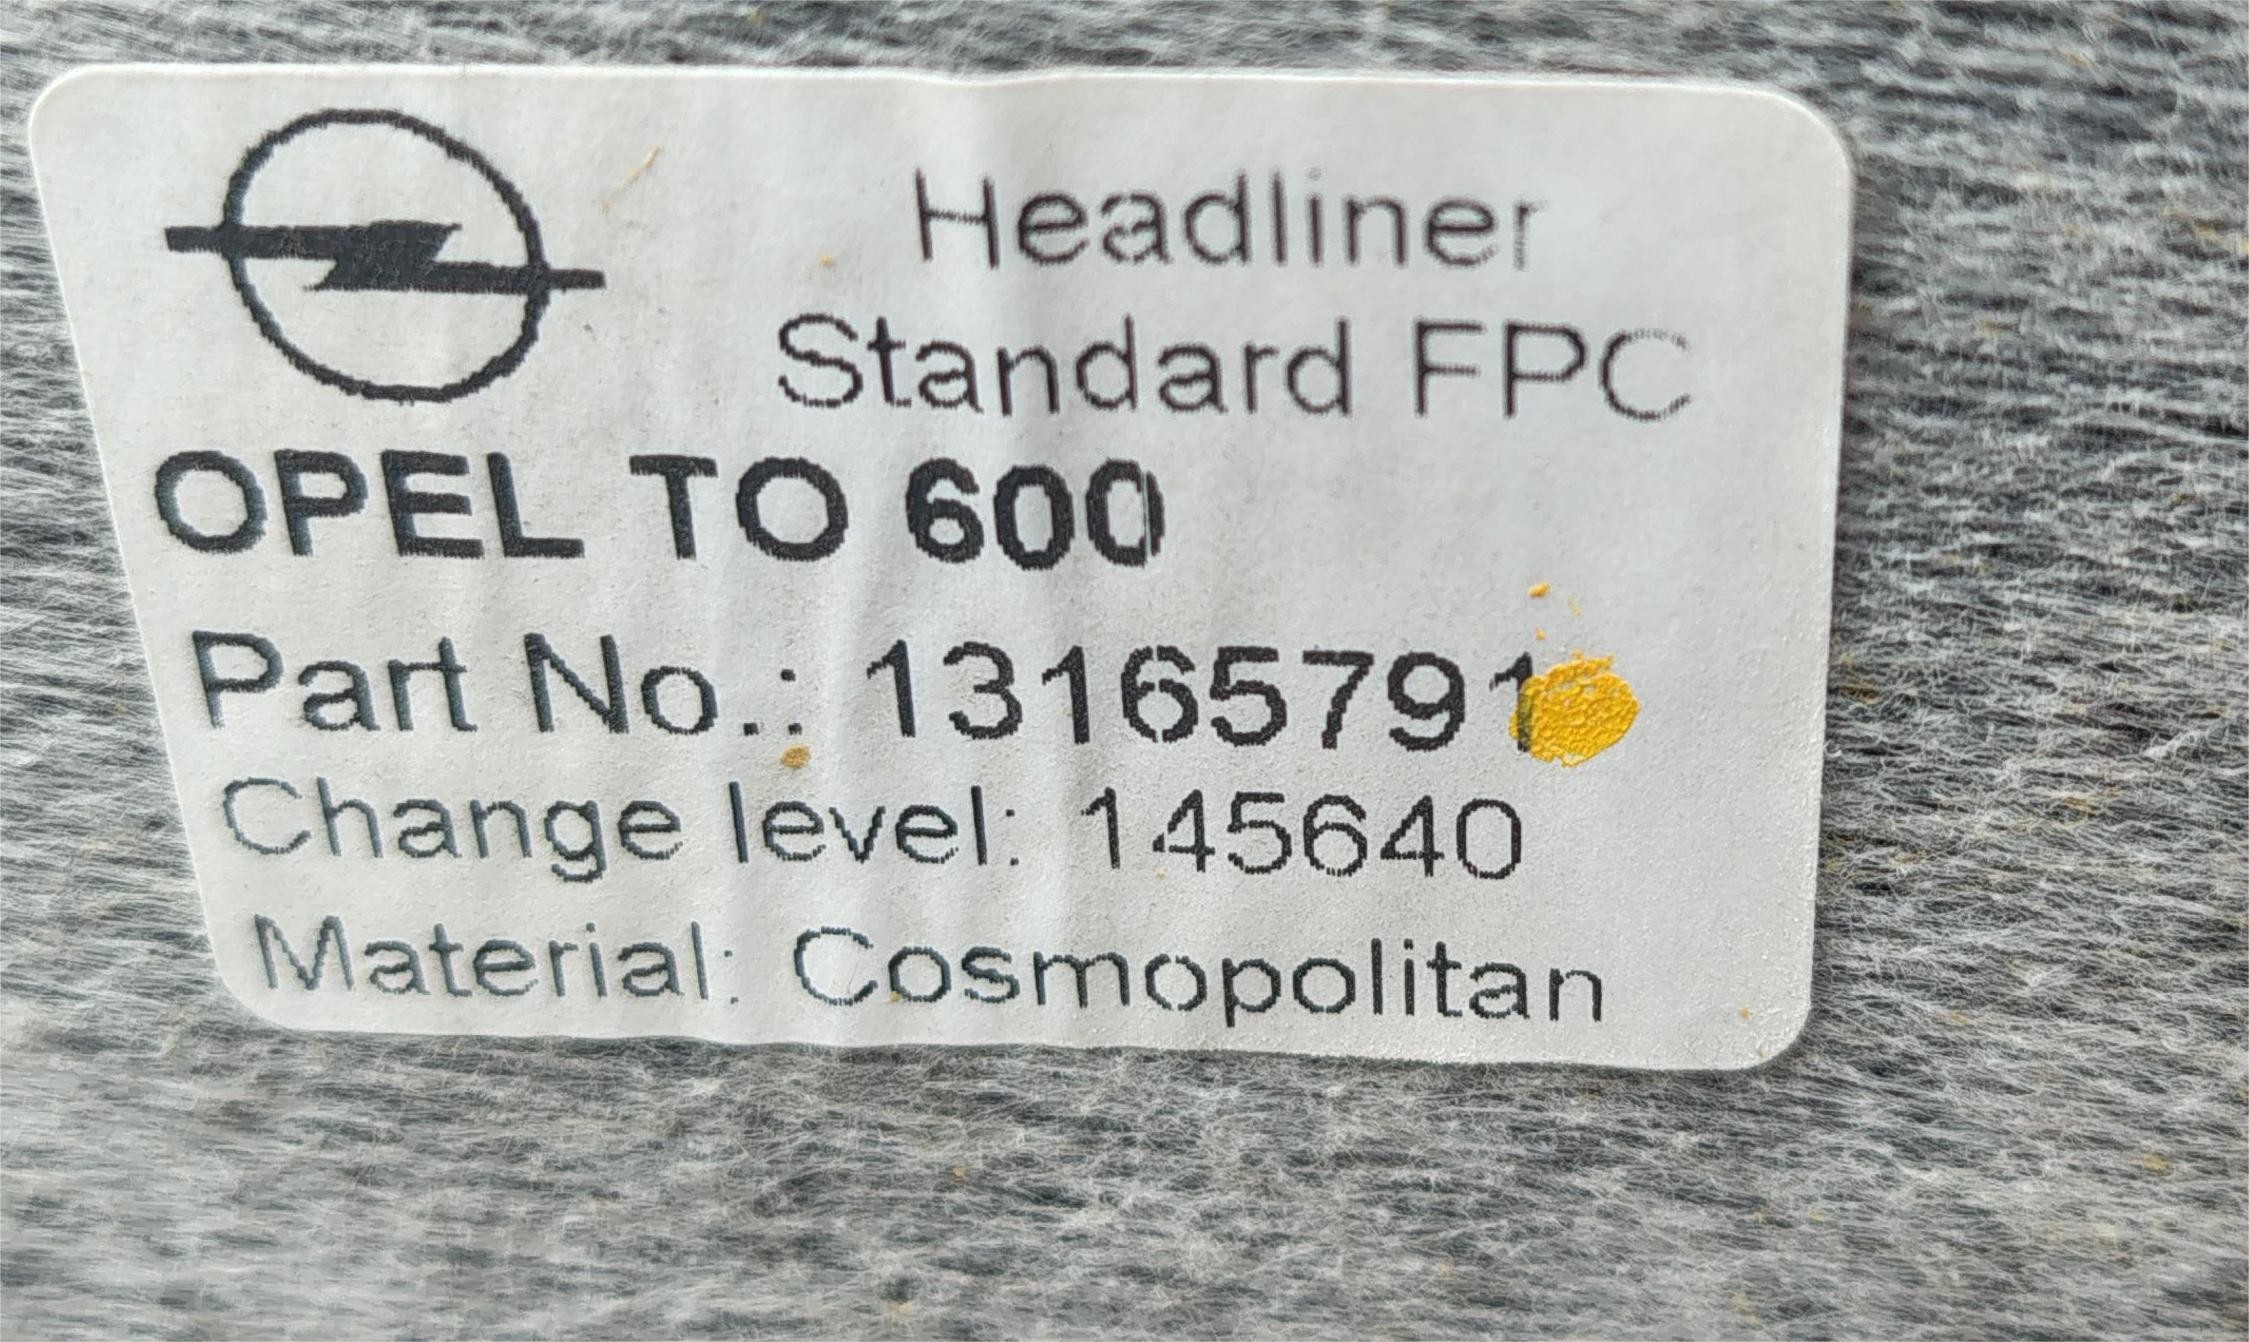 Headliner
Standard FPC
OPEL TO 600
Part No.: 13165791
Change level: 145640
Material: Cosmopolitan